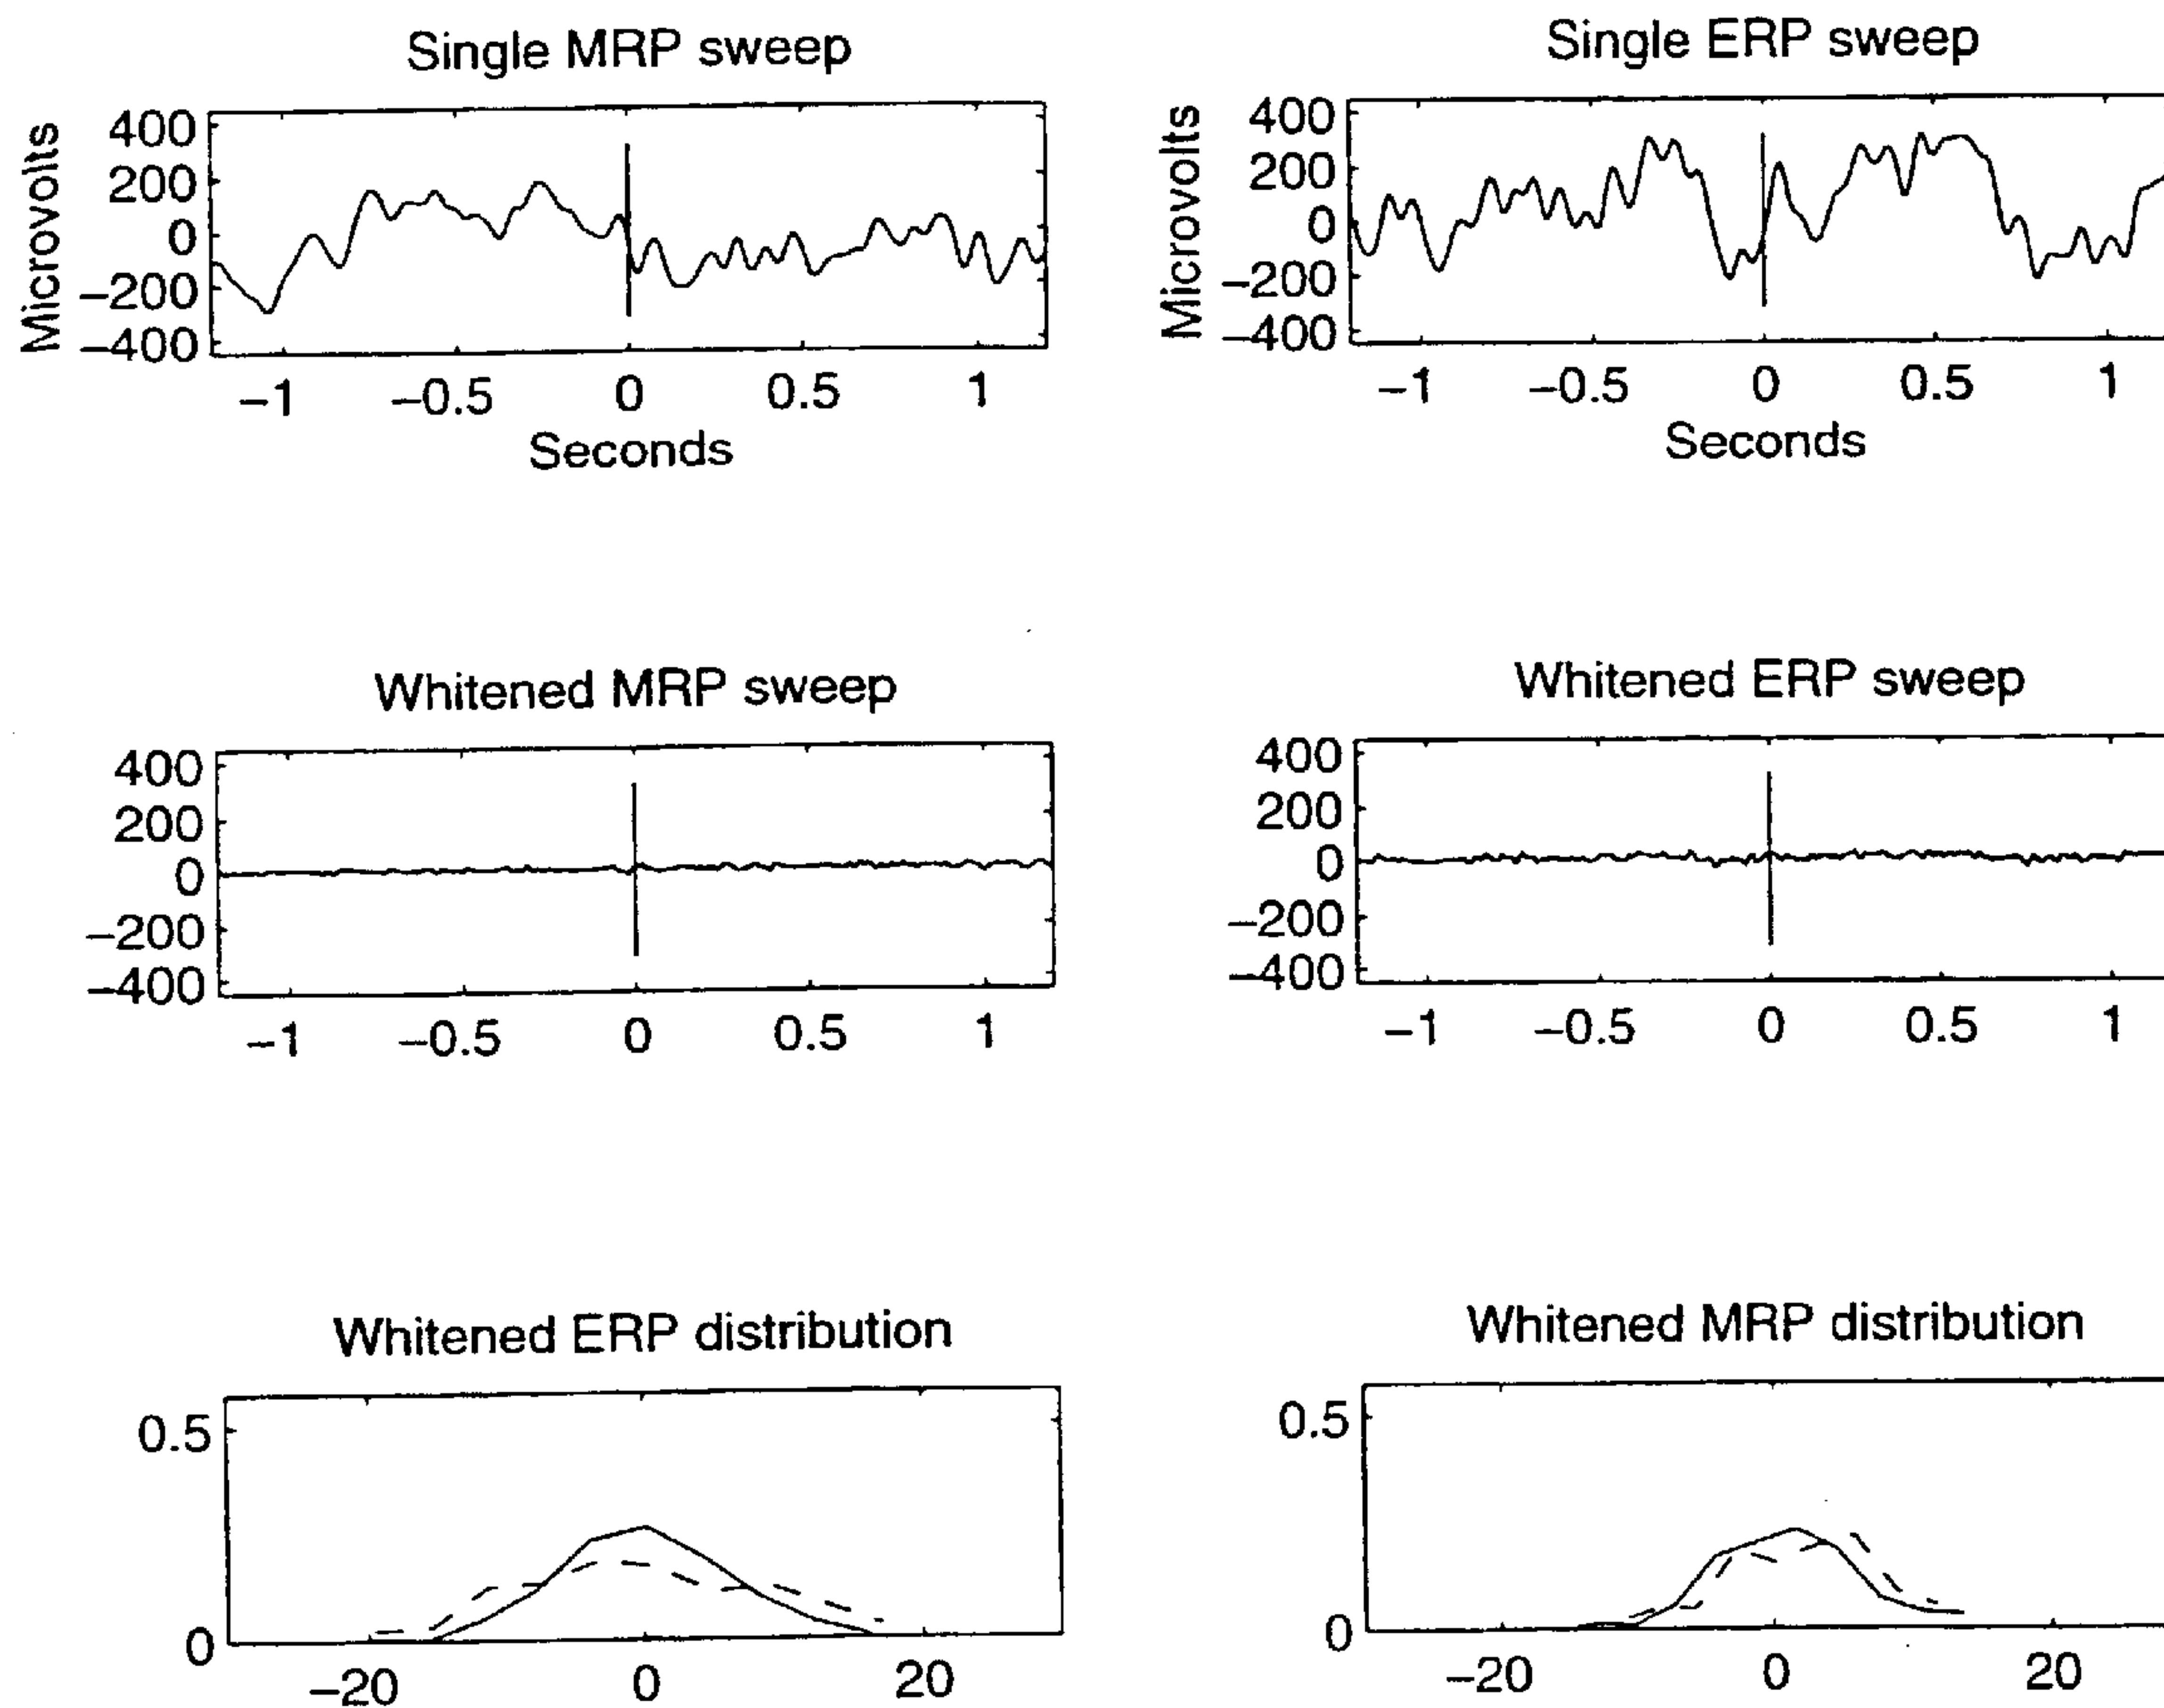 Single MRP sweep
Microvolts
400
200
0
−200
−400
−1 −0.5 0 0.5 1
Seconds
Single ERP sweep
Microvolts
400
200
0
−200
−400
−1 −0.5 0 0.5 1
Seconds
Whitened MRP sweep
400
200
0
−200
−400
−1 −0.5 0 0.5 1
Whitened ERP sweep
400
200
0
−200
−400
−1 −0.5 0 0.5 1
Whitened ERP distribution
0.5
0
−20 0 20
Whitened MRP distribution
0.5
0
−20 0 20